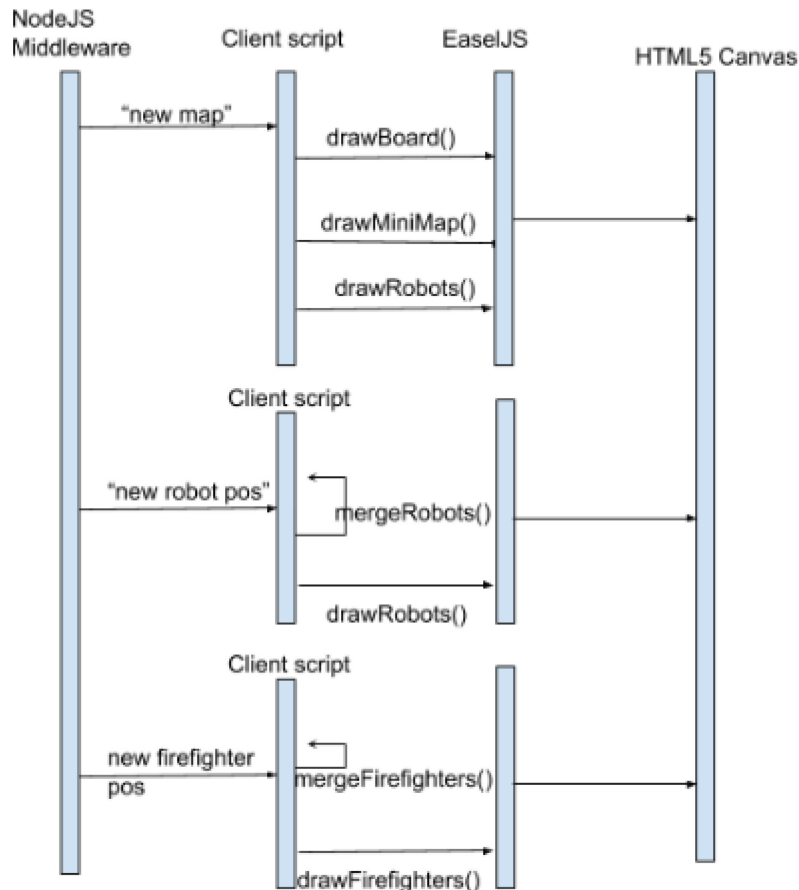 NodeJS
Middleware
Client script
EaselJS
HTML5 Canvas
“new map”
drawBoard()
drawMiniMap()
drawRobots()
Client script
“new robot pos”
mergeRobots()
drawRobots()
Client script
new firefighter
pos
mergeFirefighters()
drawFirefighters()